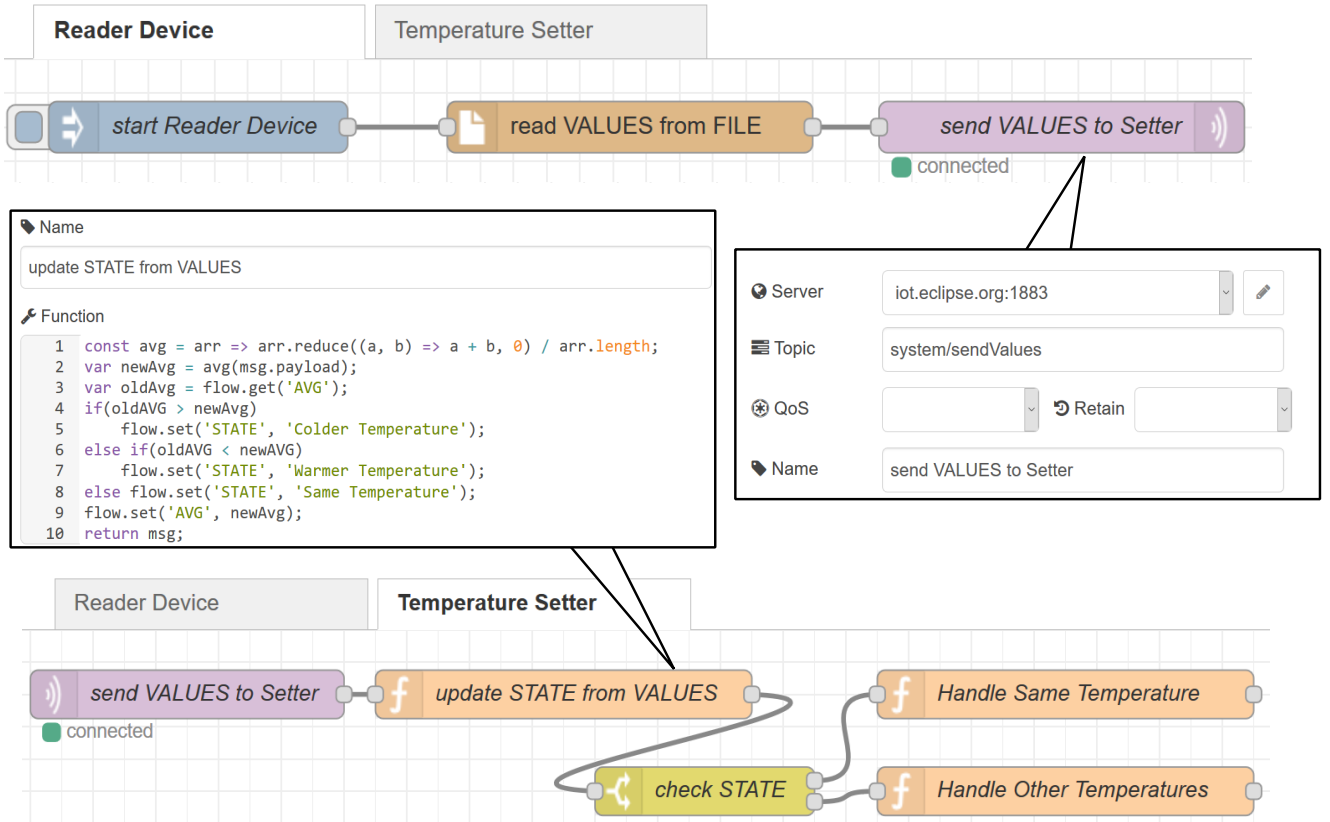 Reader Device
Temperature Setter
start Reader Device
read VALUES from FILE
send VALUES to Setter
connected
Name
update STATE from VALUES
Function
1 const avg = arr => arr.reduce((a, b) => a + b, 0) / arr.length;
2 var newAvg = avg(msg.payload);
3 var oldAvg = flow.get('AVG');
4 if(oldAVG > newAvg)
5 flow.set('STATE', 'Colder Temperature');
6 else if(oldAVG < newAVG)
7 flow.set('STATE', 'Warmer Temperature');
8 else flow.set('STATE', 'Same Temperature');
9 flow.set('AVG', newAvg);
10 return msg;
Server
iot.eclipse.org:1883
Topic
system/sendValues
QoS
Retain
Name
send VALUES to Setter
Reader Device
Temperature Setter
send VALUES to Setter
connected
update STATE from VALUES
Handle Same Temperature
check STATE
Handle Other Temperatures